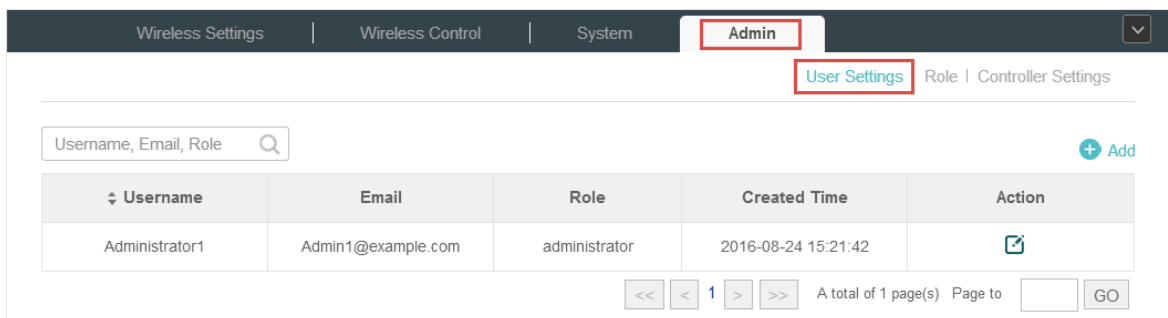 Wireless Settings | Wireless Control | System Admin
User Settings Role | Controller Settings
Username, Email, Role
Add
Username Email Role Created Time Action
Administrator1 Admin1@example.com administrator 2016-08-24 15:21:42
<< < 1 > >> A total of 1 page(s) Page to GO